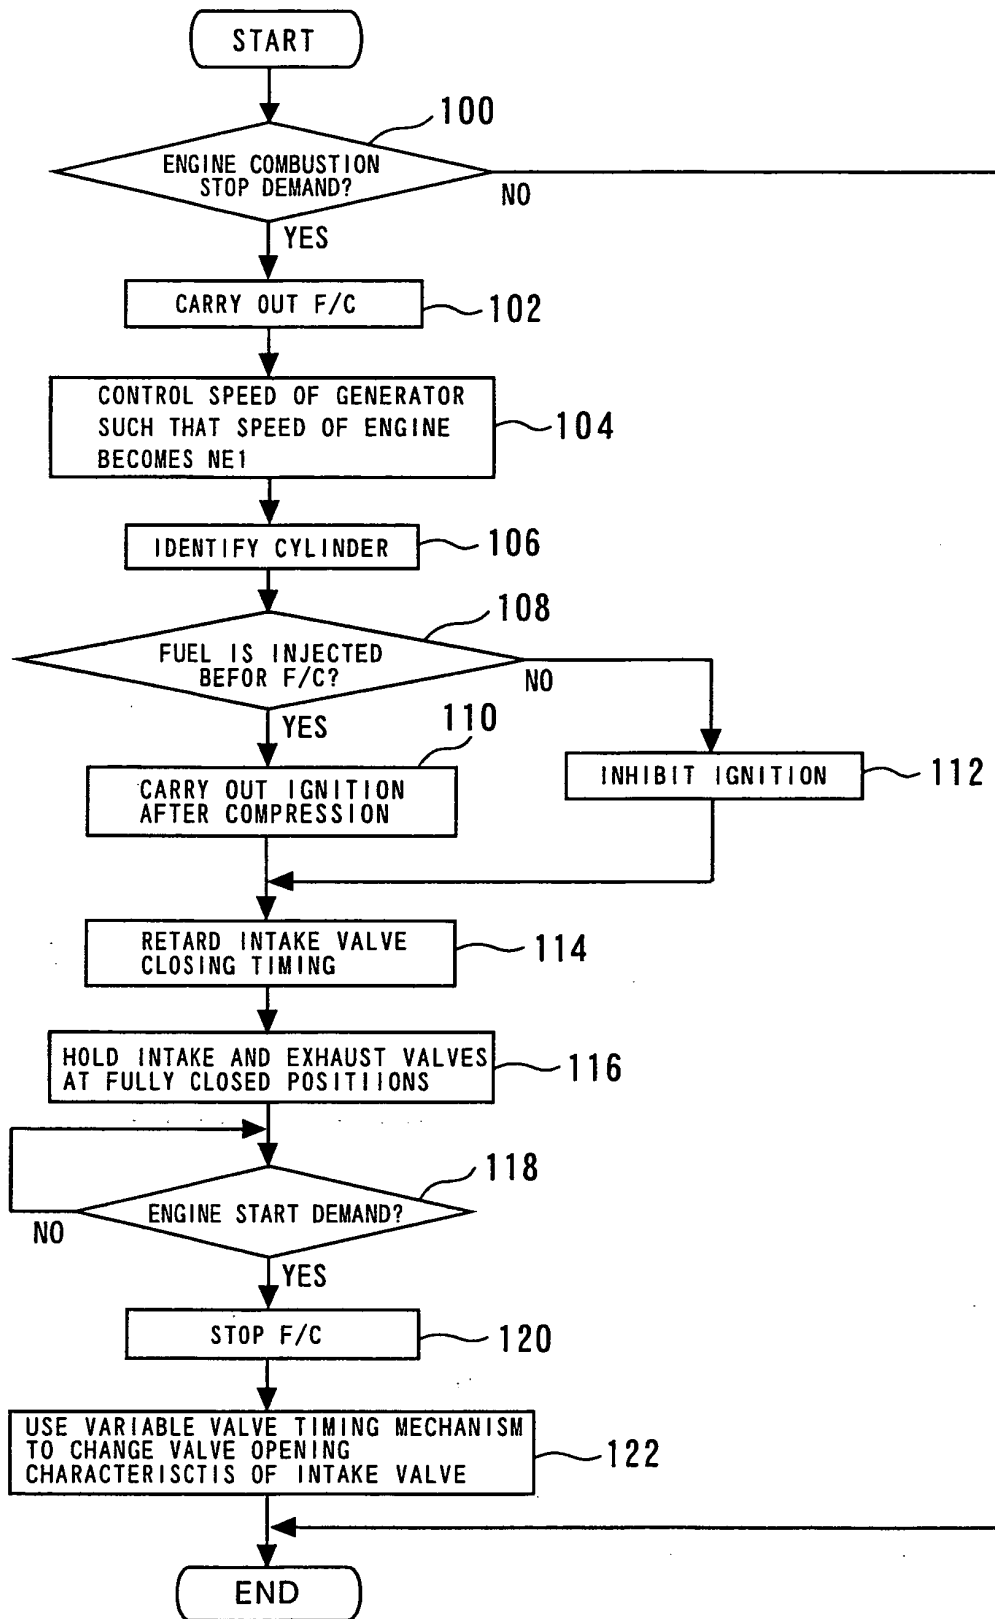 START
100
ENGINE COMBUSTION
STOP DEMAND?
NO
YES
CARRY OUT F/C
102
CONTROL SPEED OF GENERATOR
SUCH THAT SPEED OF ENGINE
BECOMES NE1
104
IDENTIFY CYLINDER
106
108
FUEL IS INJECTED
BEFOR F/C?
NO
YES
110
CARRY OUT IGNITION
AFTER COMPRESSION
INHIBIT IGNITION
112
RETARD INTAKE VALVE
CLOSING TIMING
114
HOLD INTAKE AND EXHAUST VALVES
AT FULLY CLOSED POSITIIONS
116
118
ENGINE START DEMAND?
NO
YES
STOP F/C
120
USE VARIABLE VALVE TIMING MECHANISM
TO CHANGE VALVE OPENING
CHARACTERISCTIS OF INTAKE VALVE
122
END